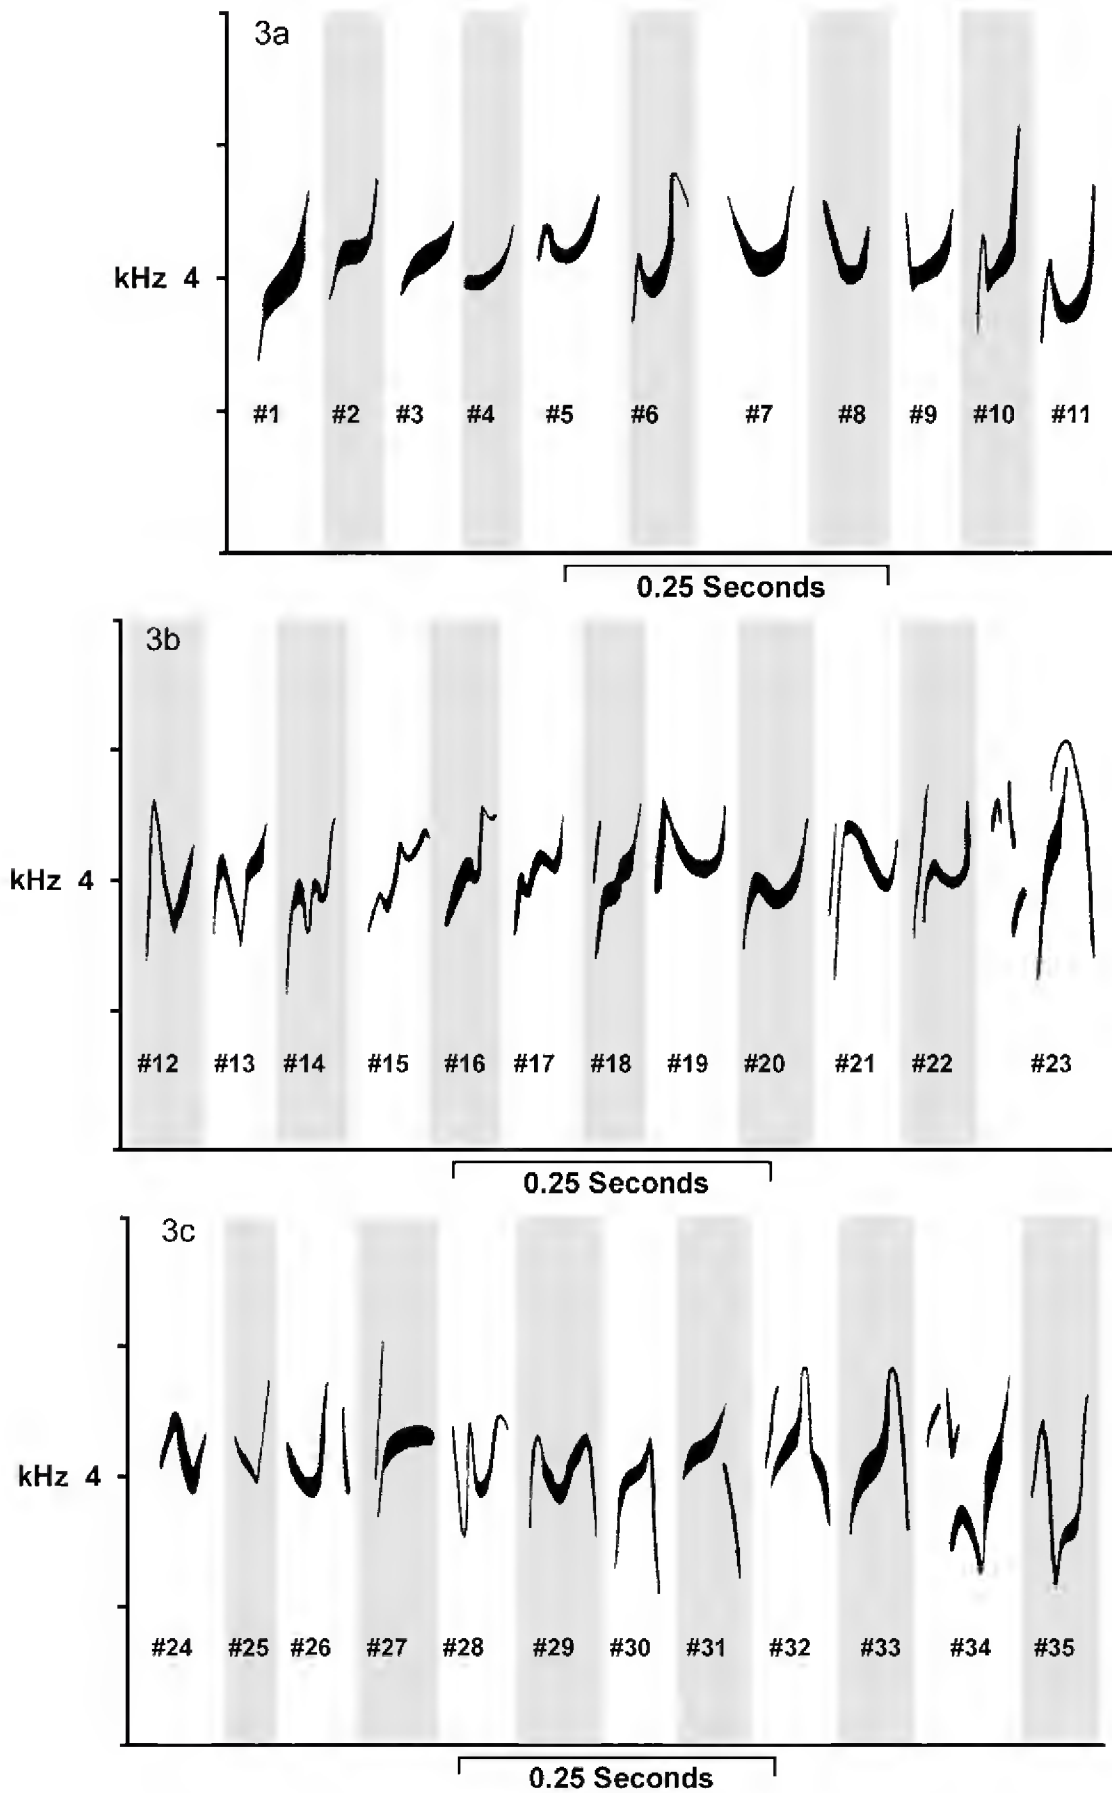 3a
kHz 4
#1 #2 #3 #4 #5 #6 #7 #8 #9 #10 #11
0.25 Seconds
3b
kHz 4
#12 #13 #14 #15 #16 #17 #18 #19 #20 #21 #22 #23
0.25 Seconds
3c
kHz 4
#24 #25 #26 #27 #28 #29 #30 #31 #32 #33 #34 #35
0.25 Seconds